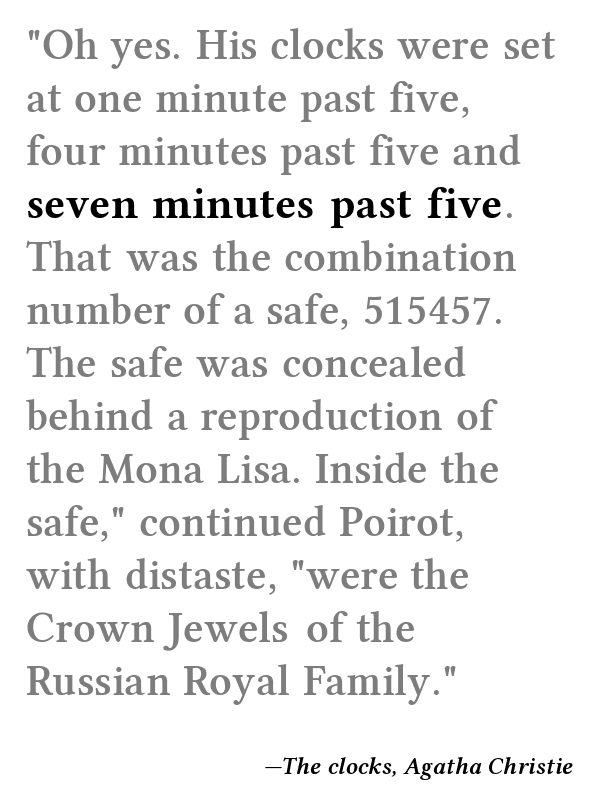 "Oh yes. His clocks were set
at one minute past five,
four minutes past five and
seven minutes past five.
That was the combination
number of a safe, 515457.
The safe was concealed
behind a reproduction of
the Mona Lisa. Inside the
safe," continued Poirot,
with distaste, "were the
Crown Jewels of the
Russian Royal Family."
—The clocks, Agatha Christie